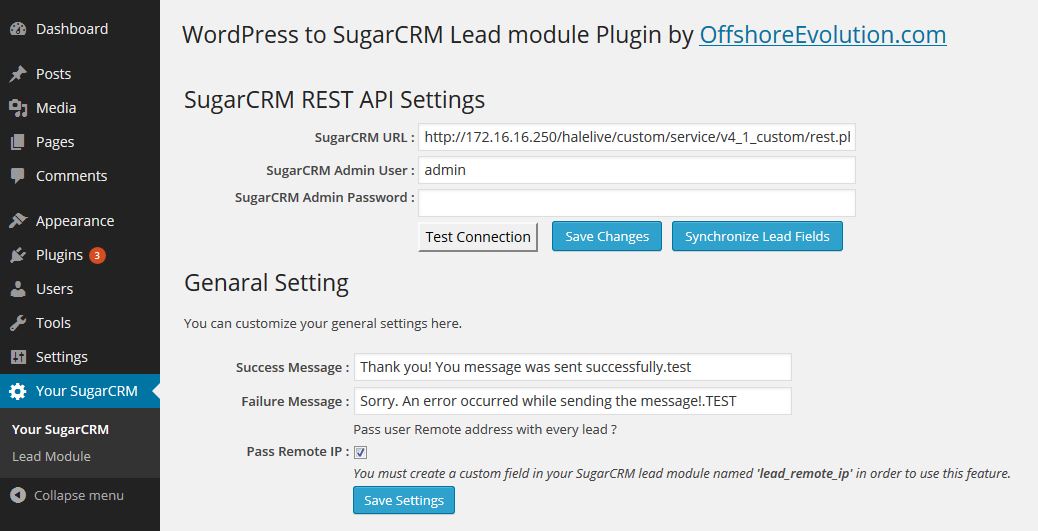 Dashboard
Posts
Media
Pages
Comments
Appearance
Plugins 3
Users
Tools
Settings
Your SugarCRM
Your SugarCRM
Lead Module
Collapse menu
WordPress to SugarCRM Lead module Plugin by OffshoreEvolution.com
SugarCRM REST API Settings
SugarCRM URL : http://172.16.16.250/halelive/custom/service/v4_1_custom/rest.pl
SugarCRM Admin User : admin
SugarCRM Admin Password :
Test Connection Save Changes Synchronize Lead Fields
Genaral Setting
You can customize your general settings here.
Success Message : Thank you! You message was sent successfully.test
Failure Message : Sorry. An error occurred while sending the message!.TEST
Pass user Remote address with every lead ?
Pass Remote IP :
You must create a custom field in your SugarCRM lead module named 'lead_remote_ip' in order to use this feature.
Save Settings